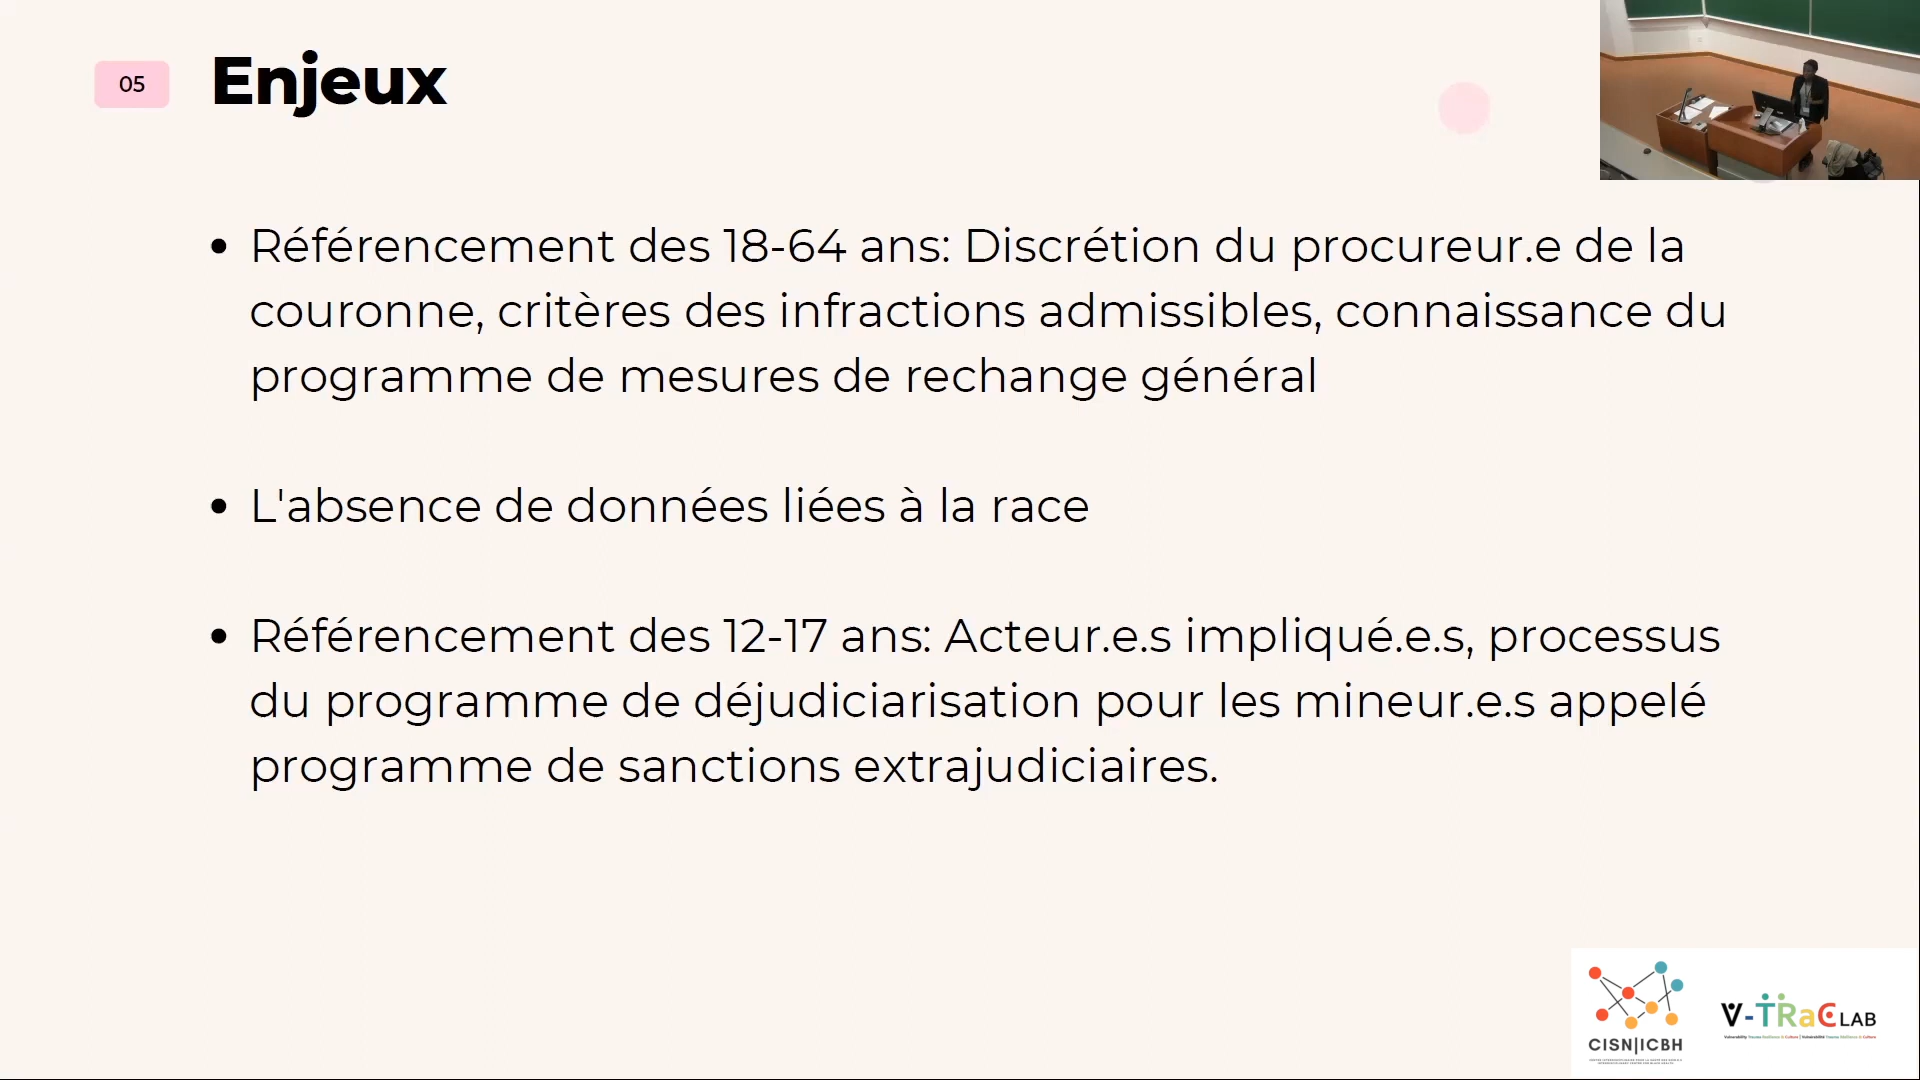 05
Enjeux
• Référencement des 18-64 ans: Discrétion du procureur.e de la
couronne, critères des infractions admissibles, connaissance du
programme de mesures de rechange général
• L'absence de données liées à la race
• Référencement des 12-17 ans: Acteur.e.s impliqué.e.s, processus
du programme de déjudiciarisation pour les mineur.e.s appelé
programme de sanctions extrajudiciaires.
CISN|ICBH
V-TRaC LAB